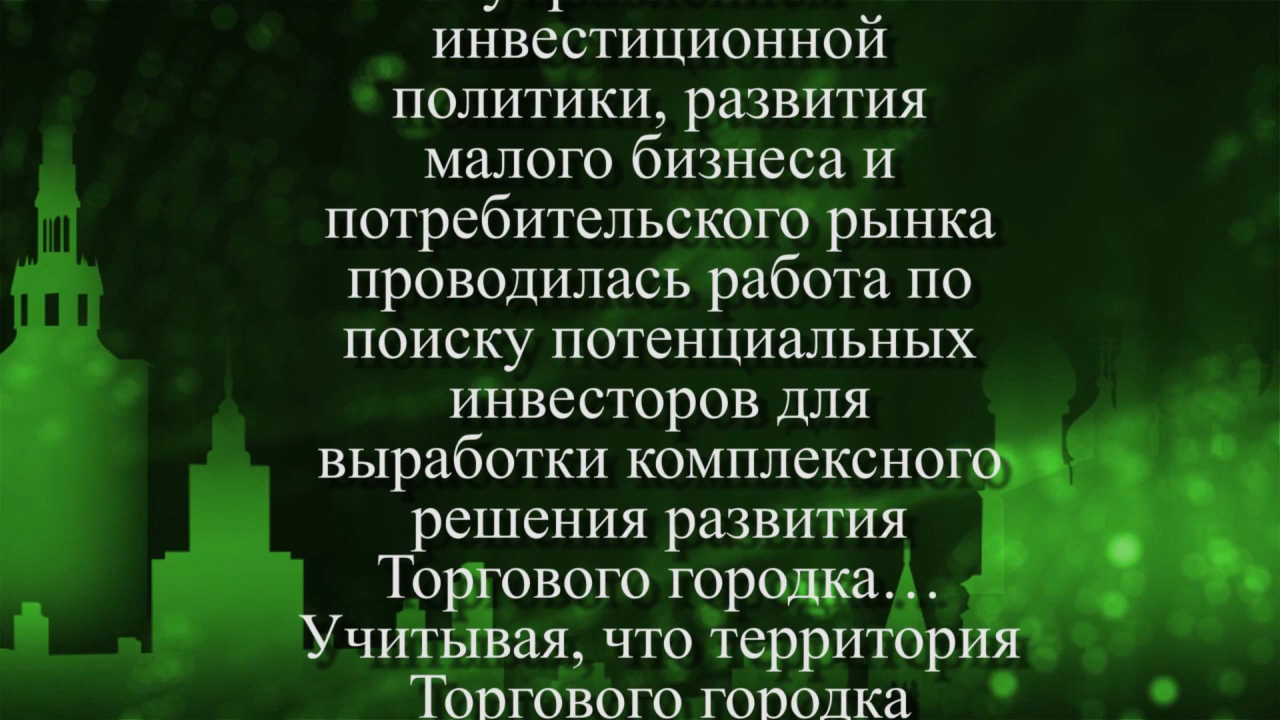 инвестиционной
политики, развития
малого бизнеса и
потребительского рынка
проводилась работа по
поиску потенциальных
инвесторов для
выработки комплексного
решения развития
Торгового городка…
Учитывая, что территория
Торгового городка